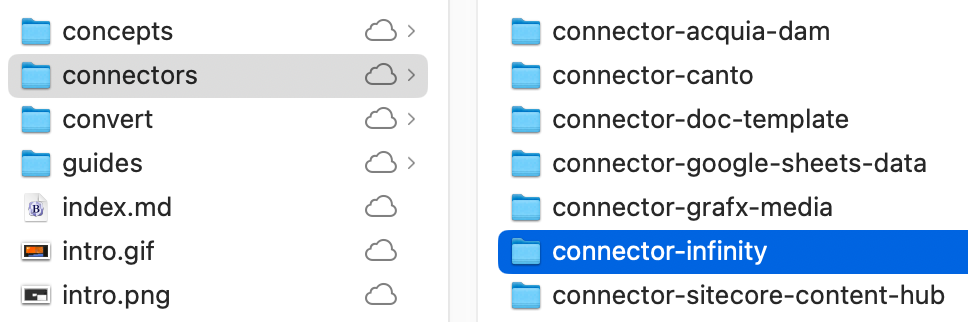 concepts
connectors
convert
guides
index.md
intro.gif
intro.png
connector-acquia-dam
connector-canto
connector-doc-template
connector-google-sheets-data
connector-grafx-media
connector-infinity
connector-sitecore-content-hub